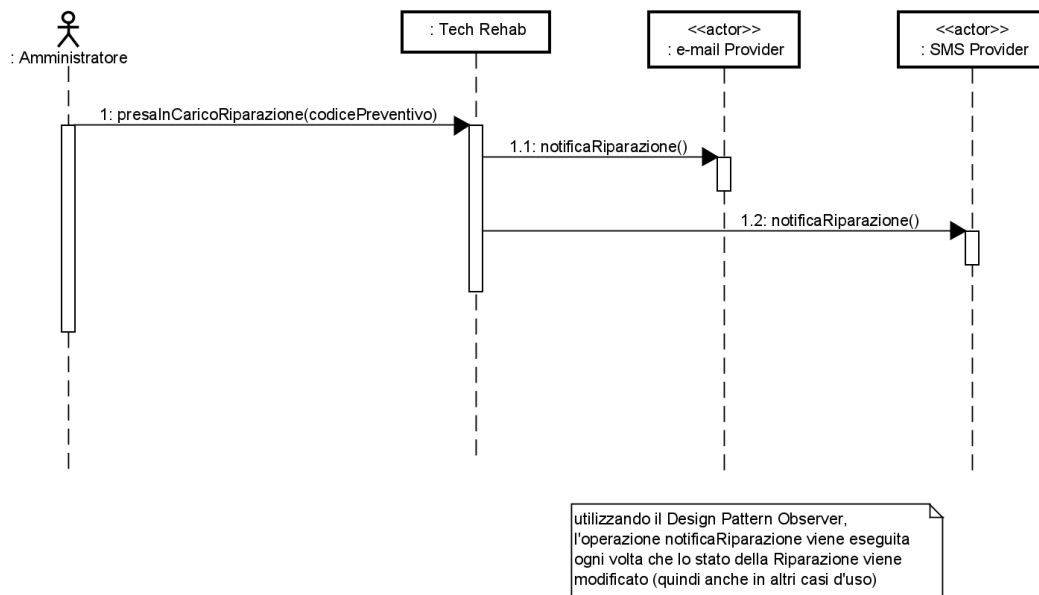 : Amministratore
: Tech Rehab
<<actor>>
: e-mail Provider
<<actor>>
: SMS Provider
1: presaInCaricoRiparazione(codicePreventivo)
1.1: notificaRiparazione()
1.2: notificaRiparazione()
utilizzando il Design Pattern Observer,
l'operazione notificaRiparazione viene eseguita
ogni volta che lo stato della Riparazione viene
modificato (quindi anche in altri casi d'uso)